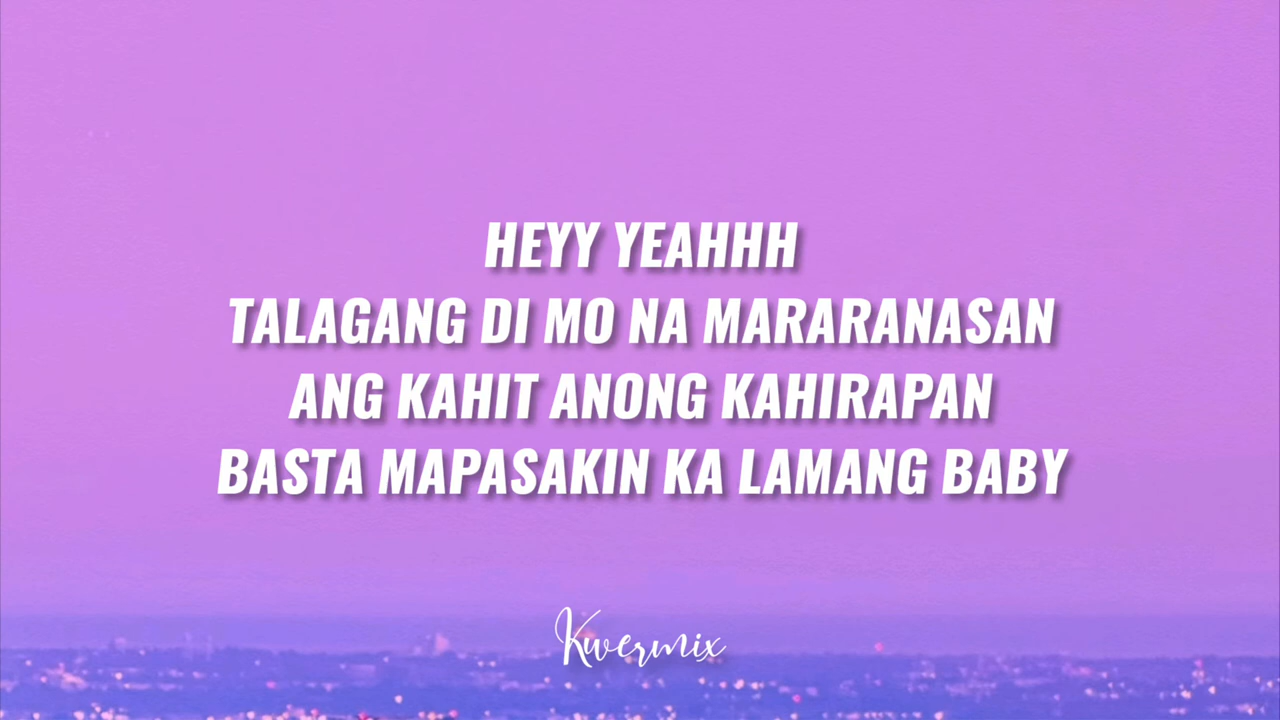 HEYY YEAHHH
TALAGANG DI MO NA MARARANASAN
ANG KAHIT ANONG KAHIRAPAN
BASTA MAPASAKIN KA LAMANG BABY
Kwermix